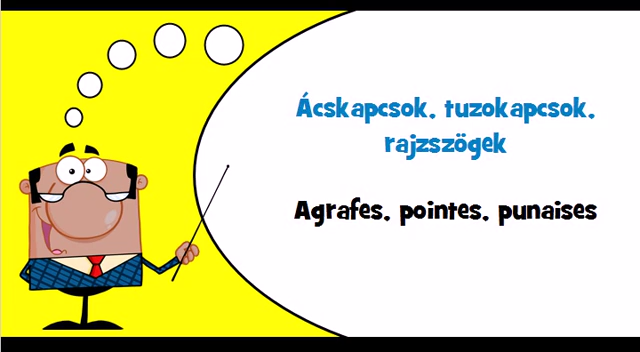 Ácskapcsok, tuzokapcsok,
rajzszögek
Agrafes, pointes, punaises